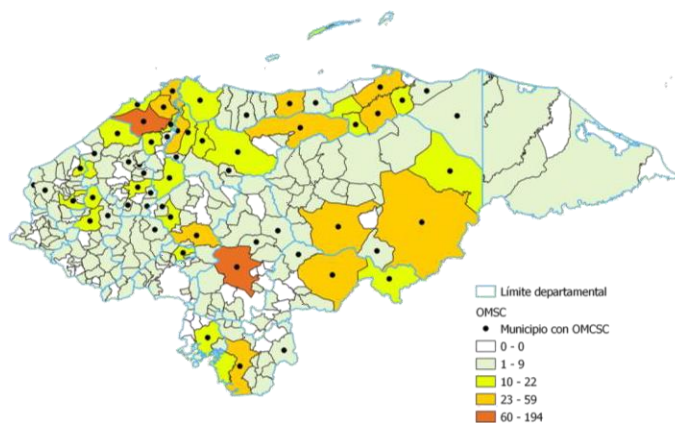 Límite departamental
OMSC
Municipio con OMCSC
0 - 0
1 - 9
10 - 22
23 - 59
60 - 194